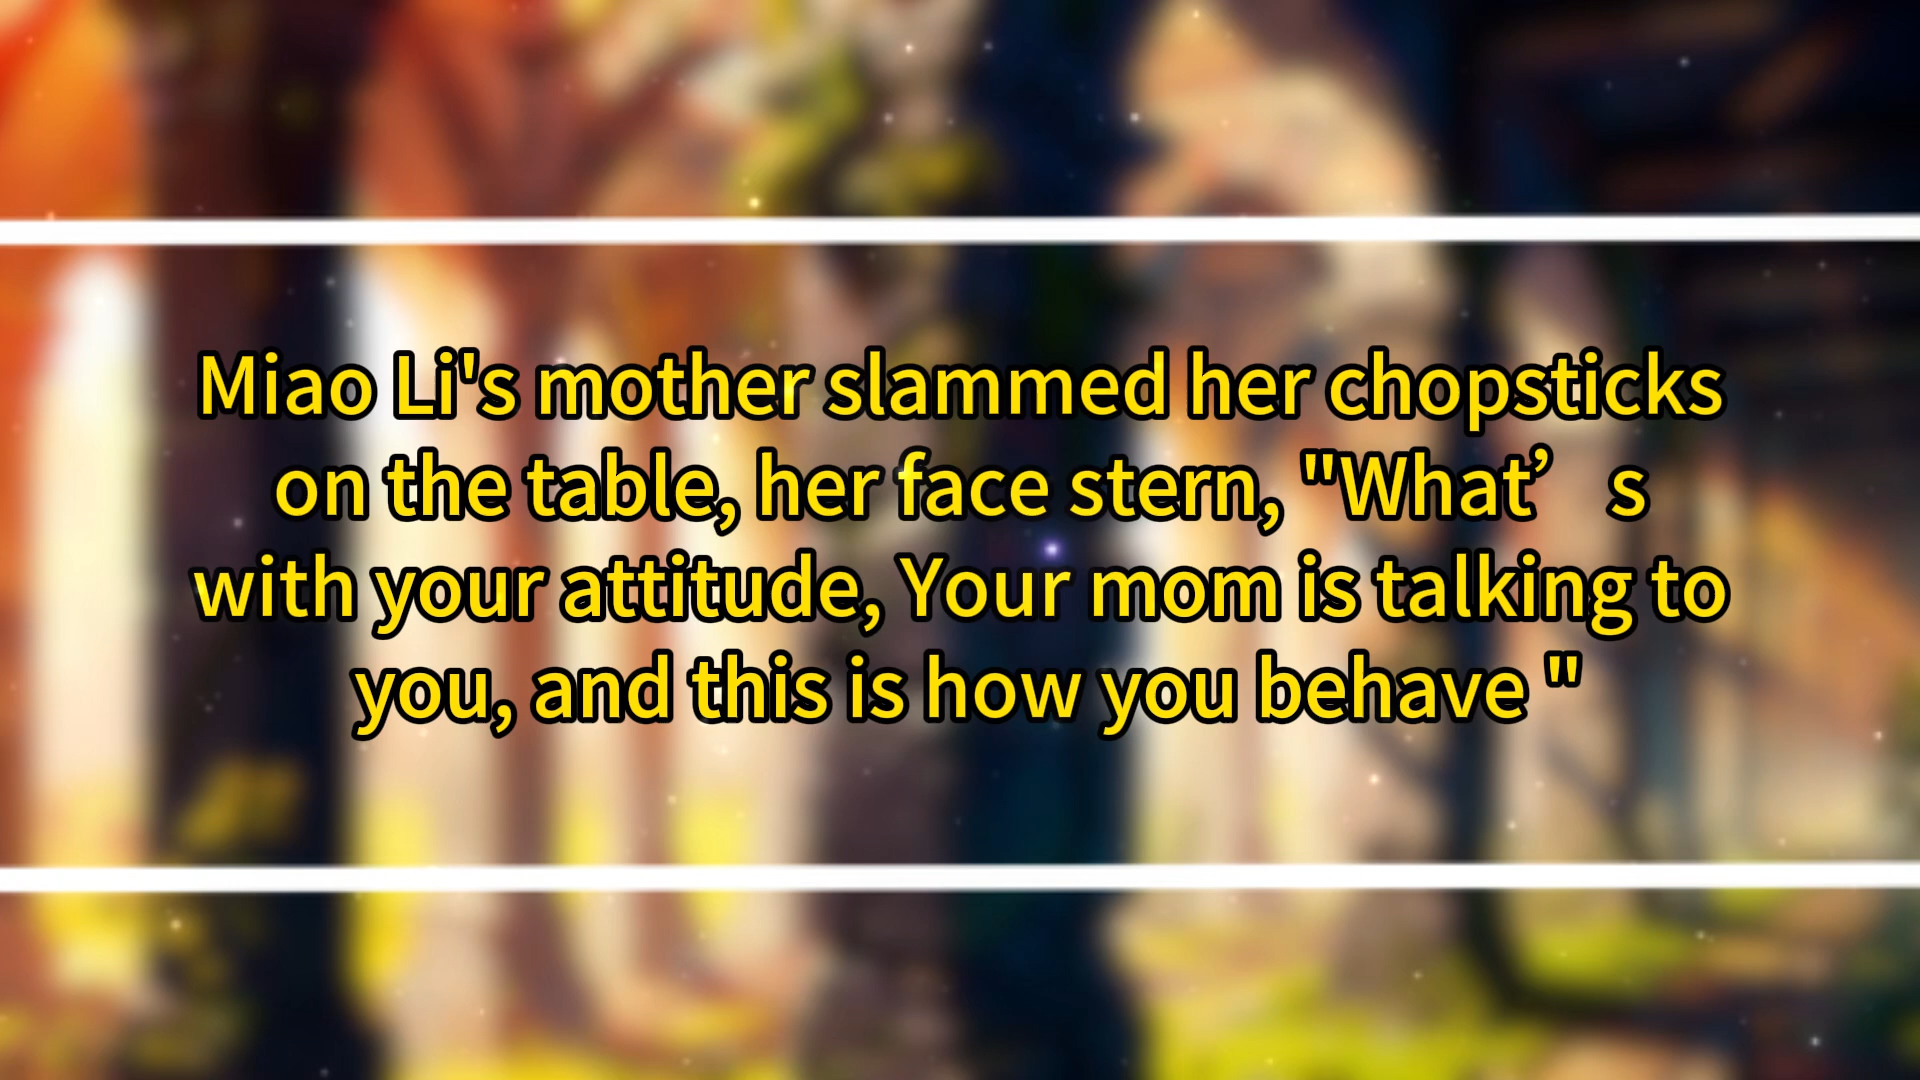 Miao Li's mother slammed her chopsticks
on the table, her face stern, "What’ s
with your attitude, Your mom is talking to
you, and this is how you behave "